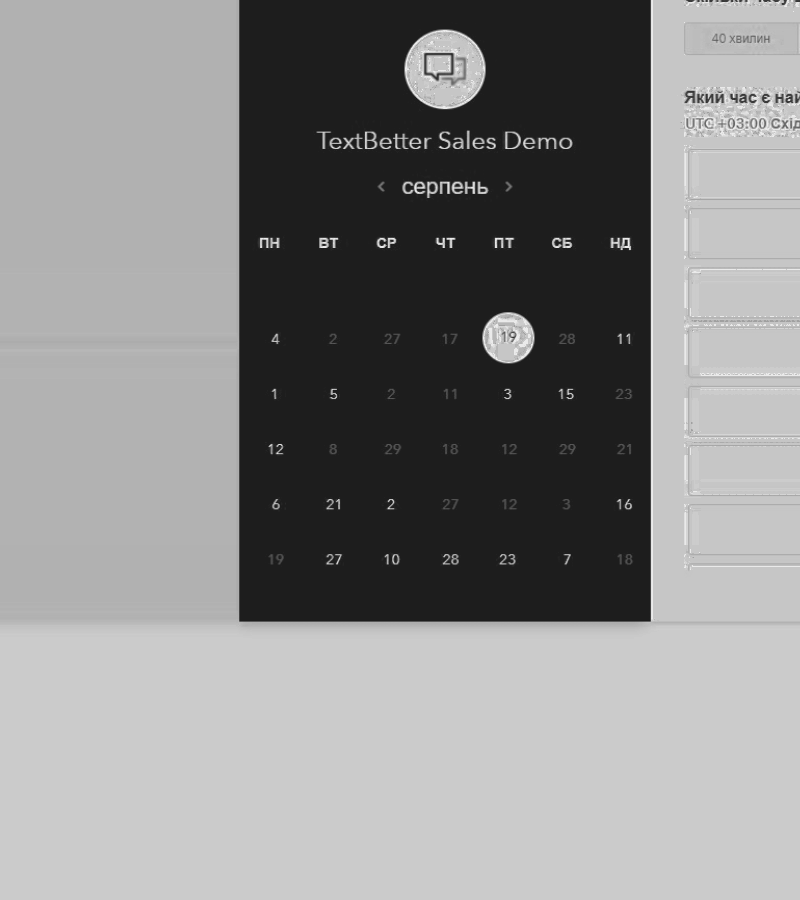 40 хвилин
Який час є най
UTC +03:00 Схід
TextBetter Sales Demo
серпень
ПН ВТ СР ЧТ ПТ СБ НД
4 2 27 17 19 28 11
1 5 2 11 3 15 23
12 8 29 18 12 29 21
6 21 2 27 12 3 16
19 27 10 28 23 7 18